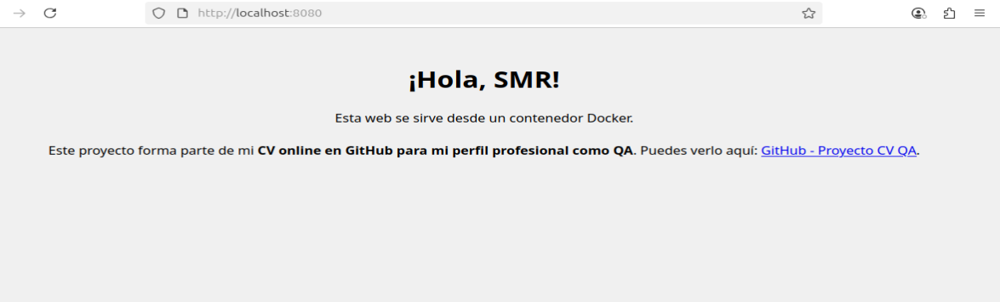 http://localhost:8080
¡Hola, SMR!
Esta web se sirve desde un contenedor Docker.
Este proyecto forma parte de mi CV online en GitHub para mi perfil profesional como QA. Puedes verlo aquí: GitHub - Proyecto CV QA.